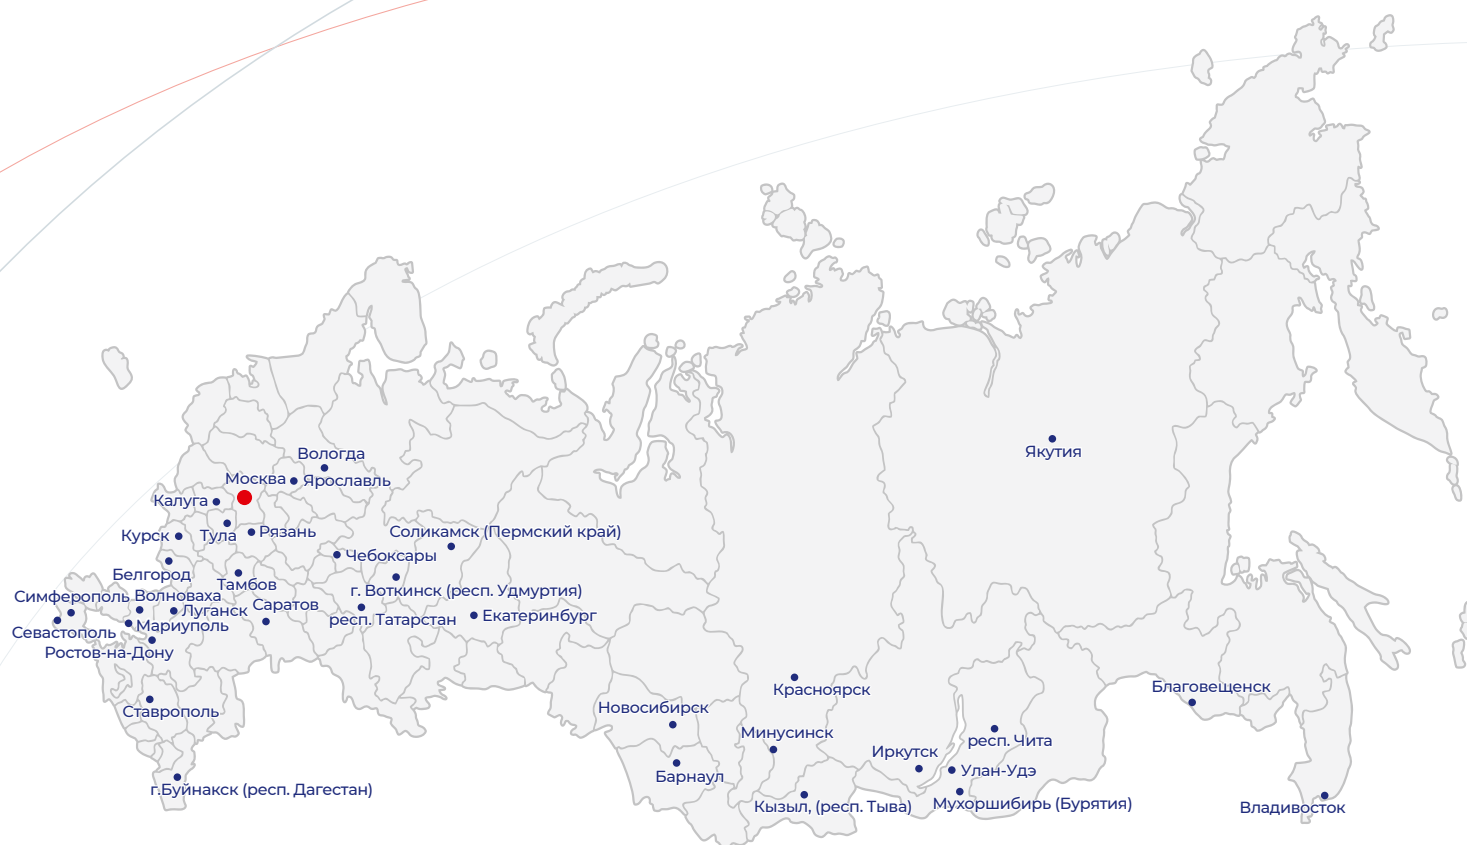 Якутия
Вологда
Москва
Ярославль
Калуга
Курск
Тула
Рязань
Соликамск (Пермский край)
Чебоксары
Белгород
Тамбов
г. Воткинск (респ. Удмуртия)
Симферополь
Волноваха
Луганск
Саратов
респ. Татарстан
Екатеринбург
Севастополь
Мариуполь
Ростов-на-Дону
Красноярск
Благовещенск
Ставрополь
Новосибирск
Минусинск
Иркутск
респ. Чита
Барнаул
Улан-Удэ
г.Буйнакск (респ. Дагестан)
Кызыл, (респ. Тыва)
Мухоршибирь (Бурятия)
Владивосток